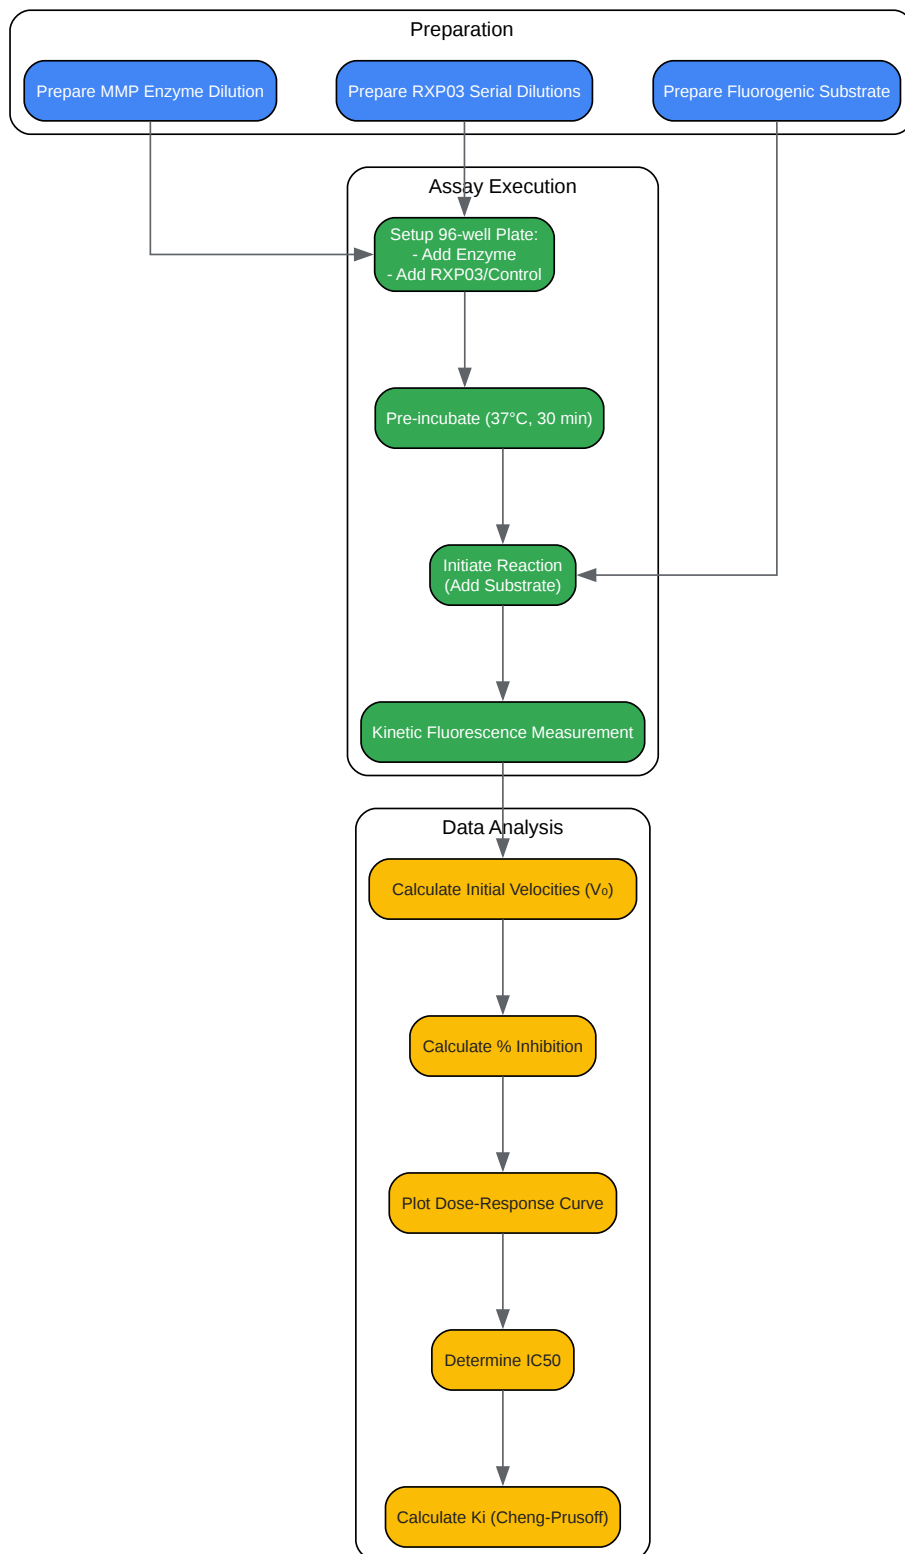 Preparation
Prepare MMP Enzyme Dilution
Prepare RXP03 Serial Dilutions
Prepare Fluorogenic Substrate
Assay Execution
Setup 96-well Plate:
- Add Enzyme
- Add RXP03/Control
Pre-incubate (37°C, 30 min)
Initiate Reaction
(Add Substrate)
Kinetic Fluorescence Measurement
Data Analysis
Calculate Initial Velocities (V₀)
Calculate % Inhibition
Plot Dose-Response Curve
Determine IC50
Calculate Ki (Cheng-Prusoff)